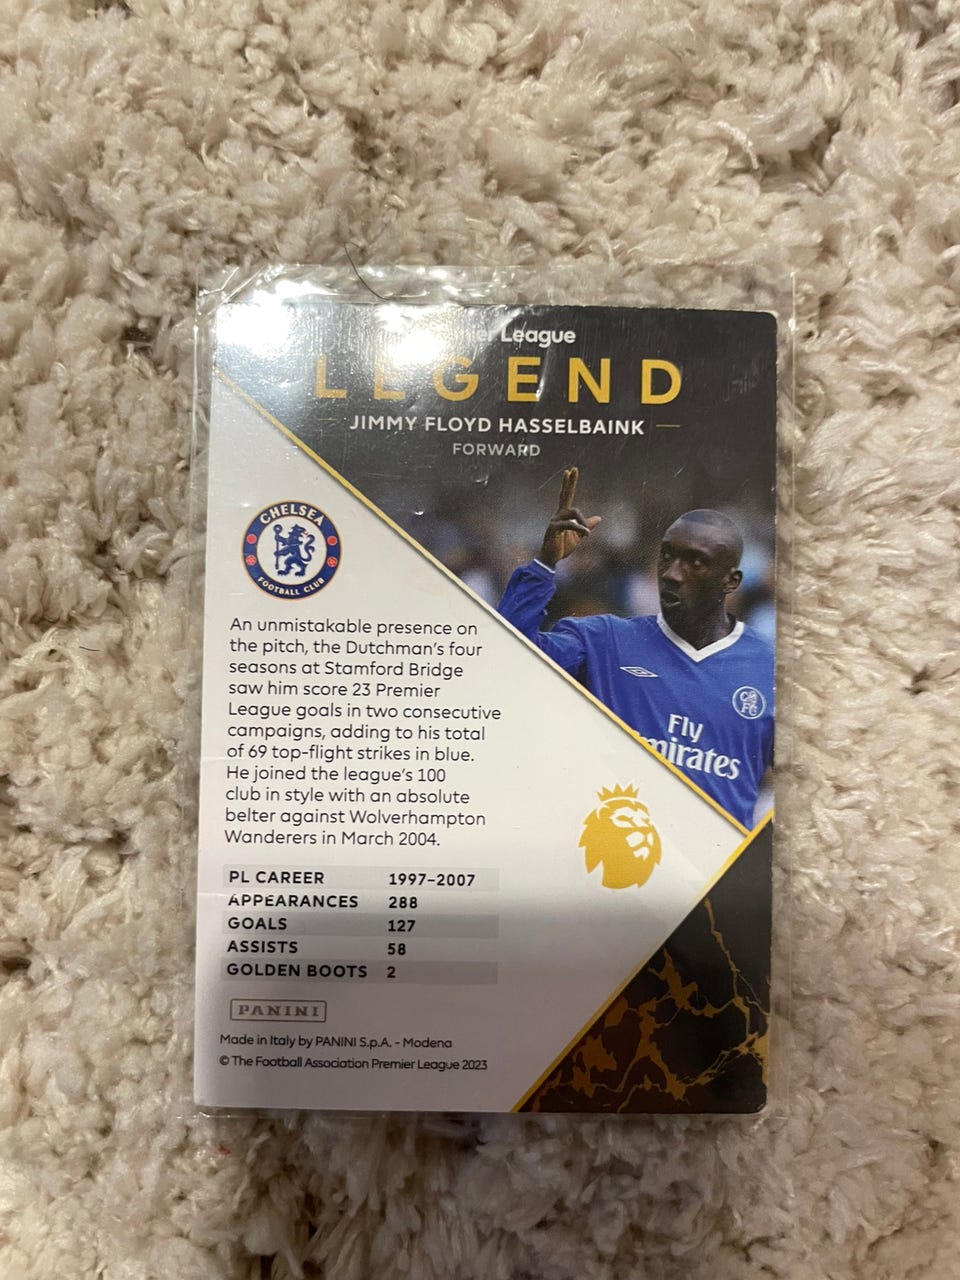 League
LEGEND
JIMMY FLOYD HASSELBAINK
FORWARD
CHELSEA
FOOTBALL CLUB
An unmistakable presence on
the pitch, the Dutchman's four
seasons at Stamford Bridge
saw him score 23 Premier
League goals in two consecutive
campaigns, adding to his total
of 69 top-flight strikes in blue.
He joined the league's 100
club in style with an absolute
belter against Wolverhampton
Wanderers in March 2004.
Fly
PL CAREER 1997-2007
APPEARANCES 288
GOALS 127
ASSISTS 58
GOLDEN BOOTS 2
PANINI
Made in Italy by PANINI S.p.A. - Modena
© The Football Association Premier League 2023